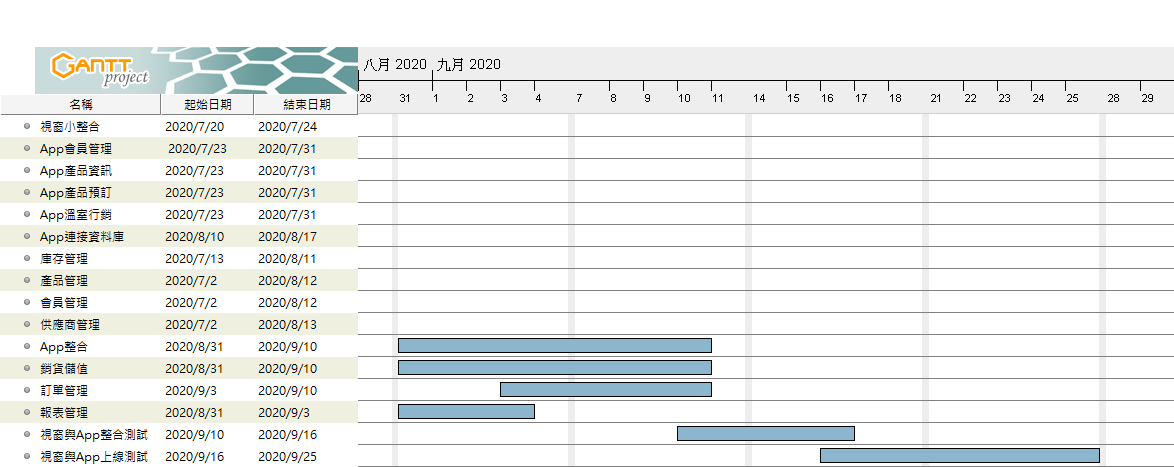 GANTT
project
八月 2020 九月 2020
28 31 1 2 3 4 7 8 9 10 11 14 15 16 17 18 21 22 23 24 25 28 29
名稱 起始日期 結束日期
視窗小整合 2020/7/20 2020/7/24
App會員管理 2020/7/23 2020/7/31
App產品資訊 2020/7/23 2020/7/31
App產品預訂 2020/7/23 2020/7/31
App溫室行銷 2020/7/23 2020/7/31
App連接資料庫 2020/8/10 2020/8/17
庫存管理 2020/7/13 2020/8/11
產品管理 2020/7/2 2020/8/12
會員管理 2020/7/2 2020/8/12
供應商管理 2020/7/2 2020/8/13
App整合 2020/8/31 2020/9/10
銷貨儲值 2020/8/31 2020/9/10
訂單管理 2020/9/3 2020/9/10
報表管理 2020/8/31 2020/9/3
視窗與App整合測試 2020/9/10 2020/9/16
視窗與App上線測試 2020/9/16 2020/9/25